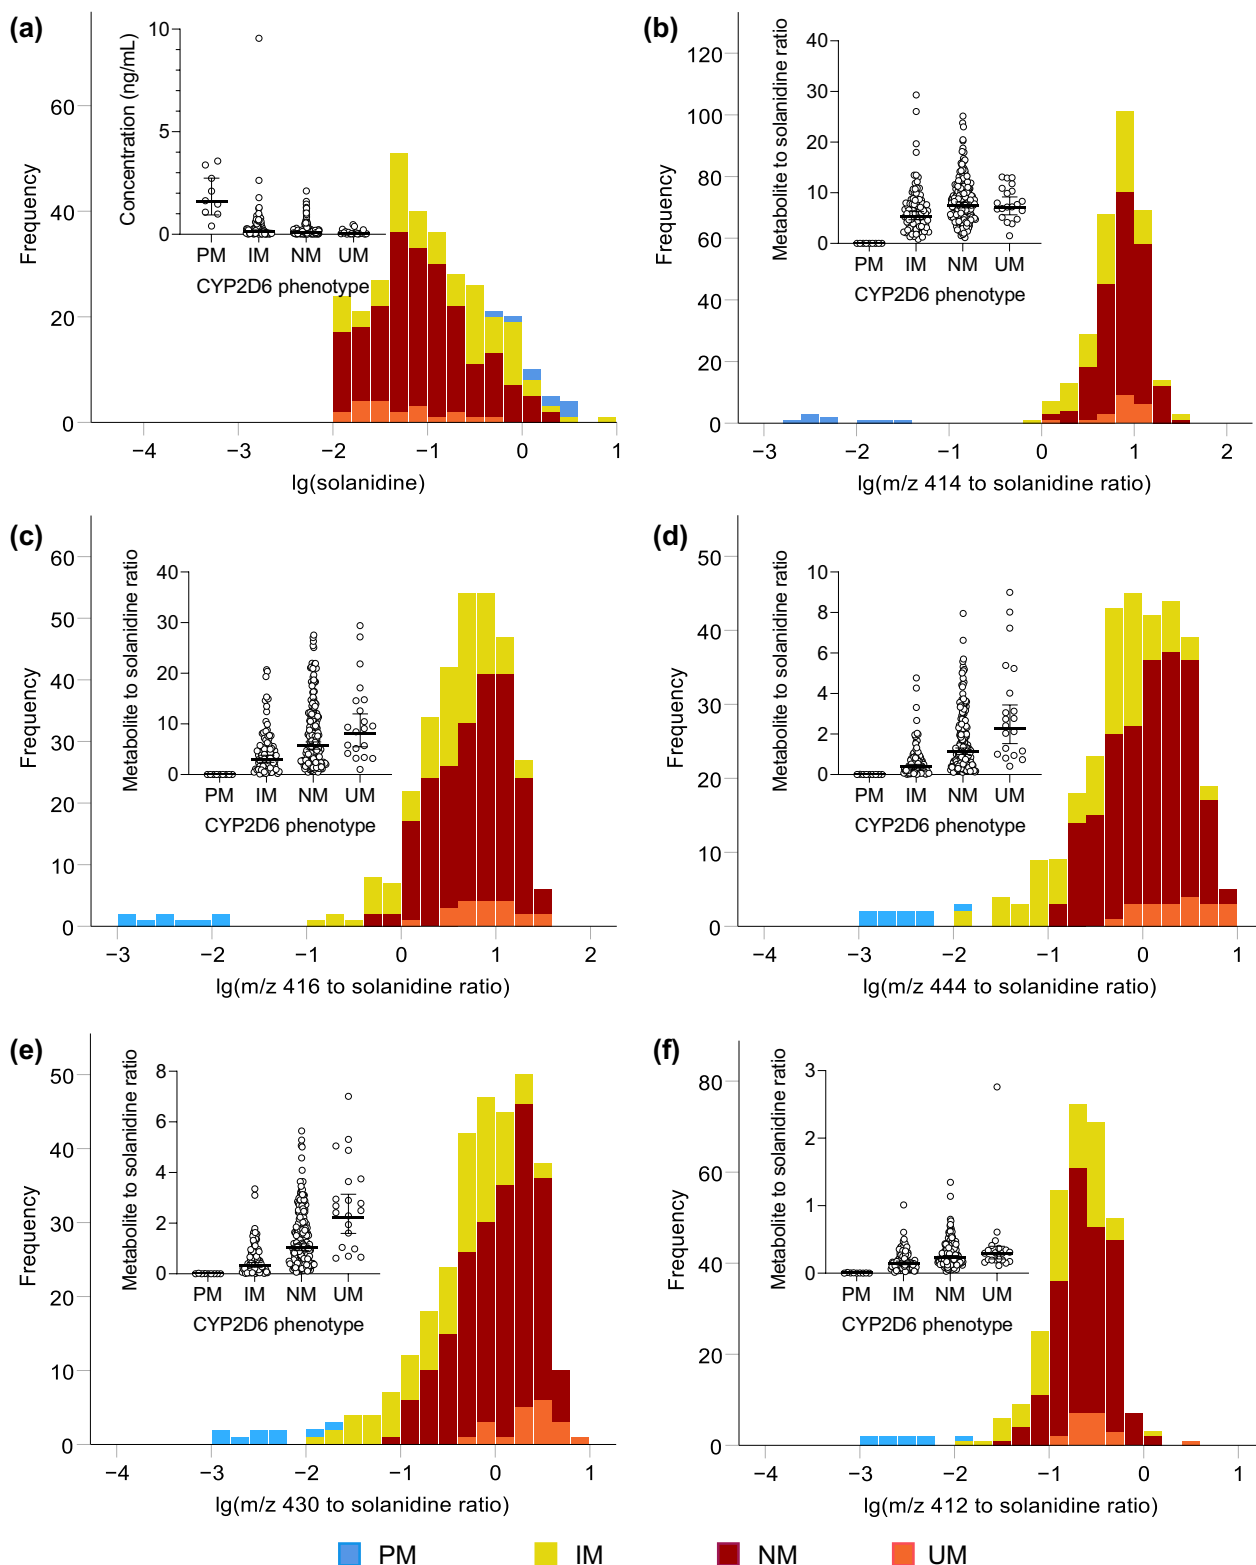 (a)
Concentration (ng/mL)
10
5
0
PM IM NM UM
CYP2D6 phenotype
Frequency
60
40
20
0
−4 −3 −2 −1 0 1
lg(solanidine)
(b)
Metabolite to solanidine ratio
40
30
20
10
0
PM IM NM UM
CYP2D6 phenotype
Frequency
120
100
80
60
40
20
0
−3 −2 −1 0 1 2
lg(m/z 414 to solanidine ratio)
(c)
Metabolite to solanidine ratio
40
30
20
10
0
PM IM NM UM
CYP2D6 phenotype
Frequency
60
50
40
30
20
10
0
−3 −2 −1 0 1 2
lg(m/z 416 to solanidine ratio)
(d)
Metabolite to solanidine ratio
10
8
6
4
2
0
PM IM NM UM
CYP2D6 phenotype
Frequency
50
40
30
20
10
0
−4 −3 −2 −1 0 1
lg(m/z 444 to solanidine ratio)
(e)
Metabolite to solanidine ratio
8
6
4
2
0
PM IM NM UM
CYP2D6 phenotype
Frequency
50
40
30
20
10
0
−4 −3 −2 −1 0 1
lg(m/z 430 to solanidine ratio)
(f)
Metabolite to solanidine ratio
3
2
1
0
PM IM NM UM
CYP2D6 phenotype
Frequency
80
60
40
20
0
−4 −3 −2 −1 0 1
lg(m/z 412 to solanidine ratio)
PM IM NM UM